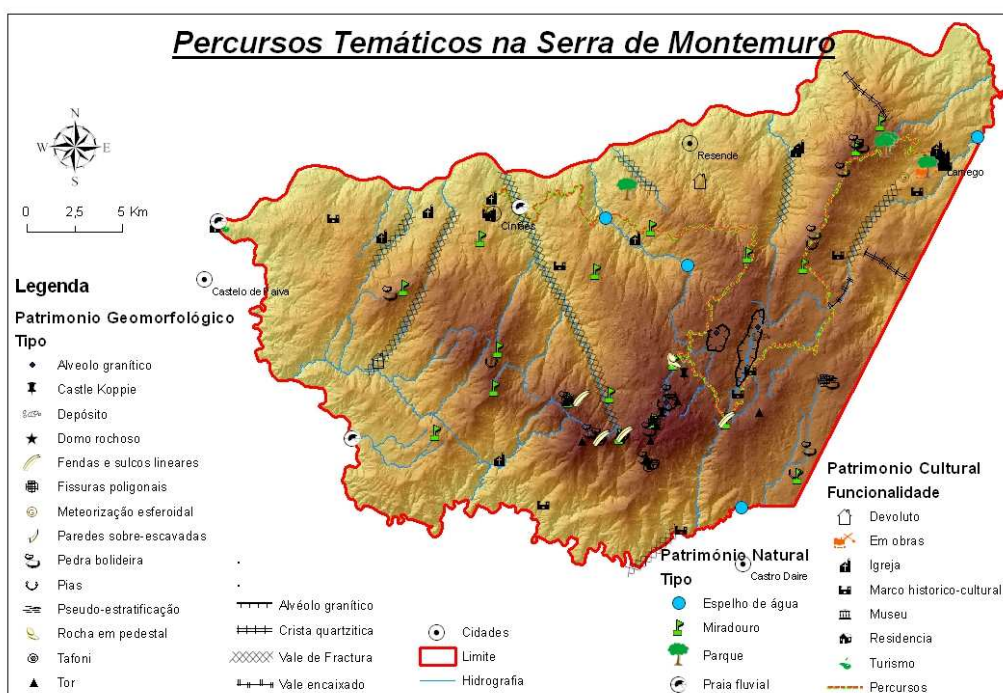 Percursos Temáticos na Serra de Montemuro
N
W
E
S
0
2,5
5 Km
Resende
Lamego
Cinfães
Castelo de Paiva
Castro Daire
Legenda
Patrimonio Geomorfológico
Tipo
Alveolo granítico
Castle Koppie
Depósito
Domo rochoso
Fendas e sulcos lineares
Fissuras poligonais
Meteorização esferoidal
Paredes sobre-escavadas
Pedra bolideira
Pias
Pseudo-estratificação
Rocha em pedestal
Tafoni
Tor
Alvéolo granítico
Crista quartzitica
Vale de Fractura
Vale encaixado
Cidades
Limite
Hidrografia
Património Natural
Tipo
Espelho de água
Miradouro
Parque
Praia fluvial
Patrimonio Cultural
Funcionalidade
Devoluto
Em obras
Igreja
Marco historico-cultural
Museu
Residencia
Turismo
Percursos